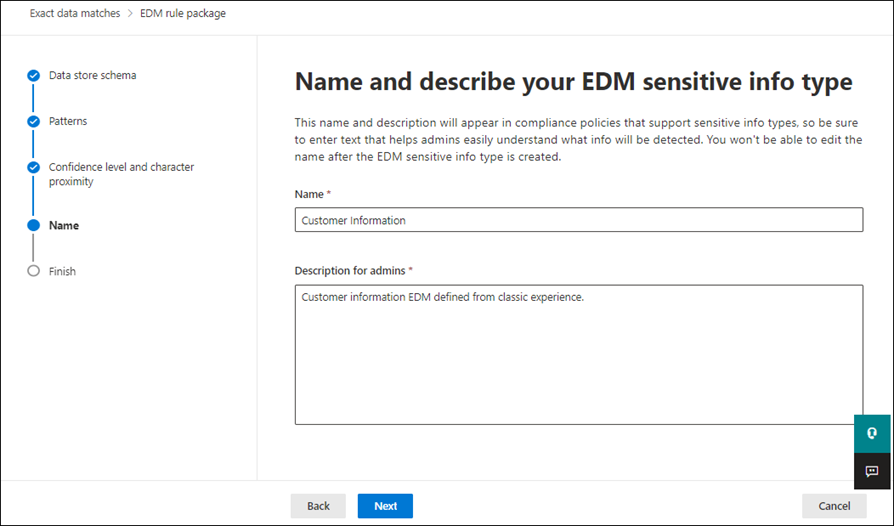 Exact data matches > EDM rule package
Data store schema
Patterns
Confidence level and character
proximity
Name
Finish
Name and describe your EDM sensitive info type
This name and description will appear in compliance policies that support sensitive info types, so be sure
to enter text that helps admins easily understand what info will be detected. You won't be able to edit the
name after the EDM sensitive info type is created.
Name *
Customer Information
Description for admins *
Customer information EDM defined from classic experience.
Back
Next
Cancel